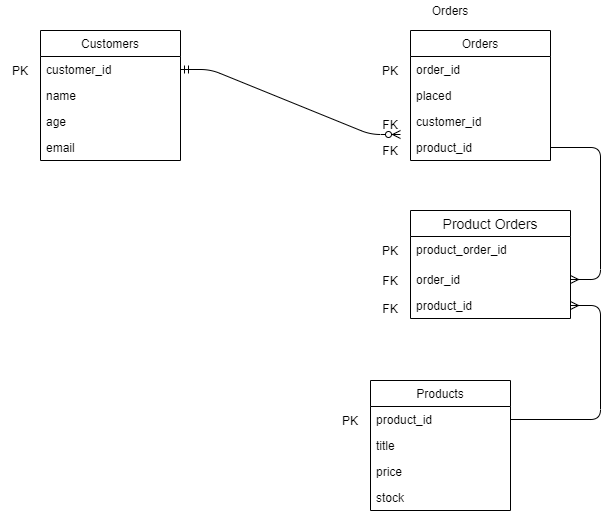 Orders
Customers
PK customer_id
name
age
email
Orders
PK order_id
placed
FK customer_id
FK product_id
Product Orders
PK product_order_id
FK order_id
FK product_id
Products
PK product_id
title
price
stock